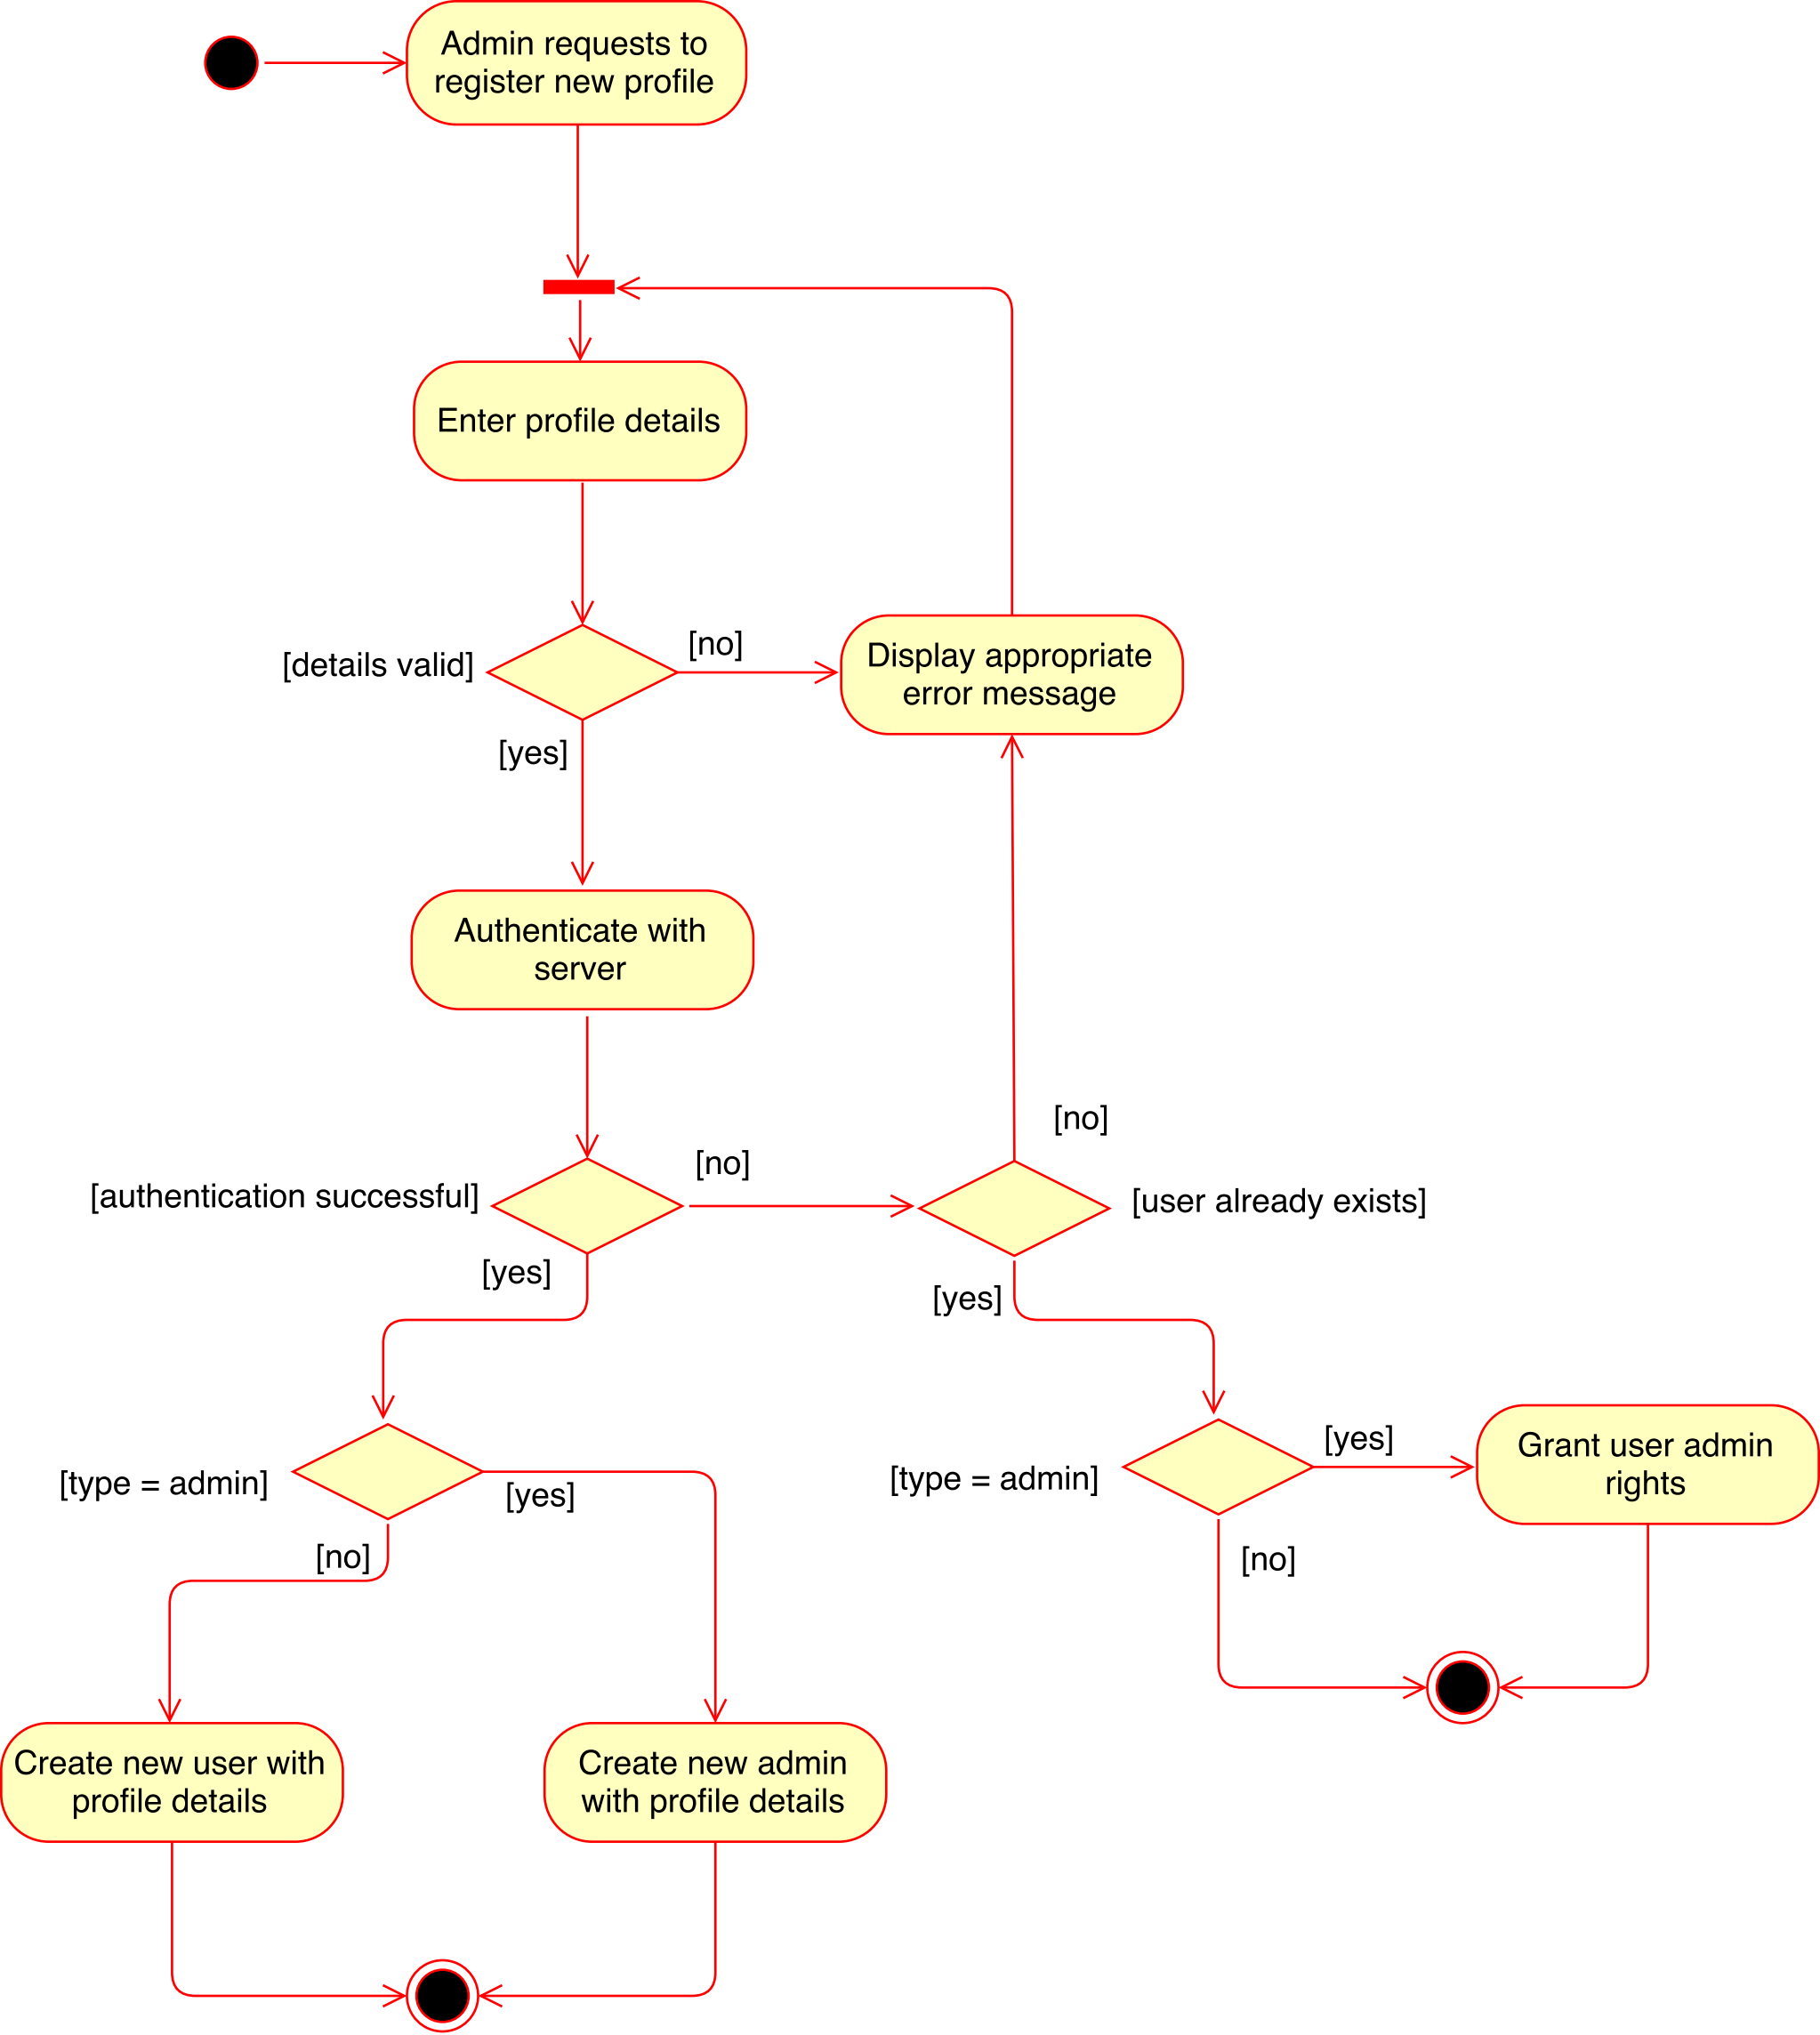 Admin requests to
register new profile
Enter profile details
[details valid]
[no]
Display appropriate
error message
[yes]
Authenticate with
server
[no]
[authentication successful]
[no]
[user already exists]
[yes]
[yes]
[type = admin]
[yes]
[no]
[type = admin]
[yes]
Grant user admin
rights
[no]
Create new user with
profile details
Create new admin
with profile details